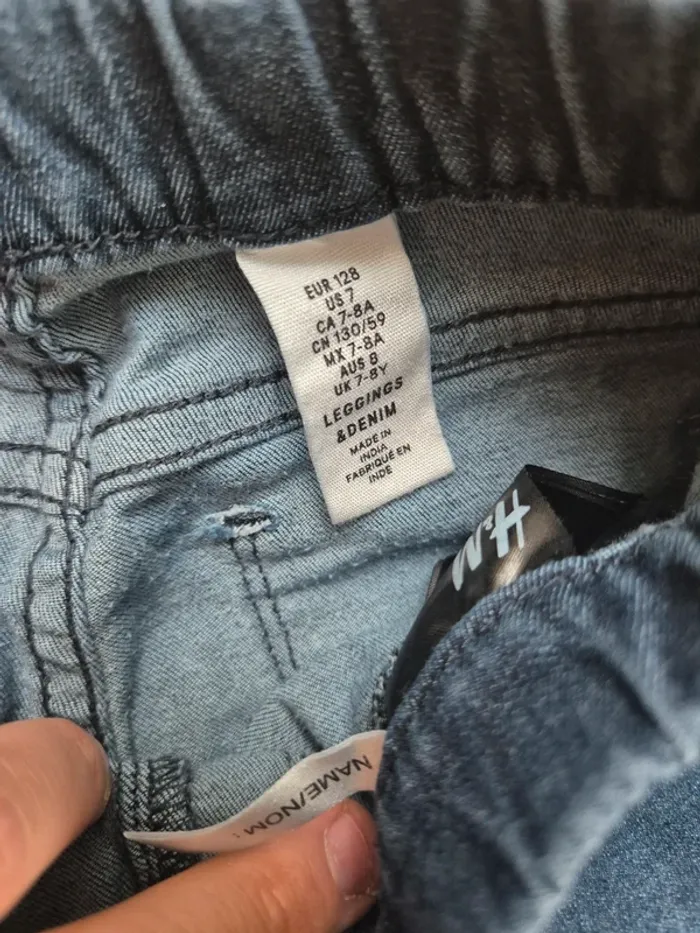 EUR 128
US 7
CA 7-8A
CN 130/59
MX 7-8A
AUS 8
UK 7-8Y
LEGGINGS
&DENIM
MADE IN
INDIA
FABRIQUÉ EN
INDE
H&M
NAME/NOM: